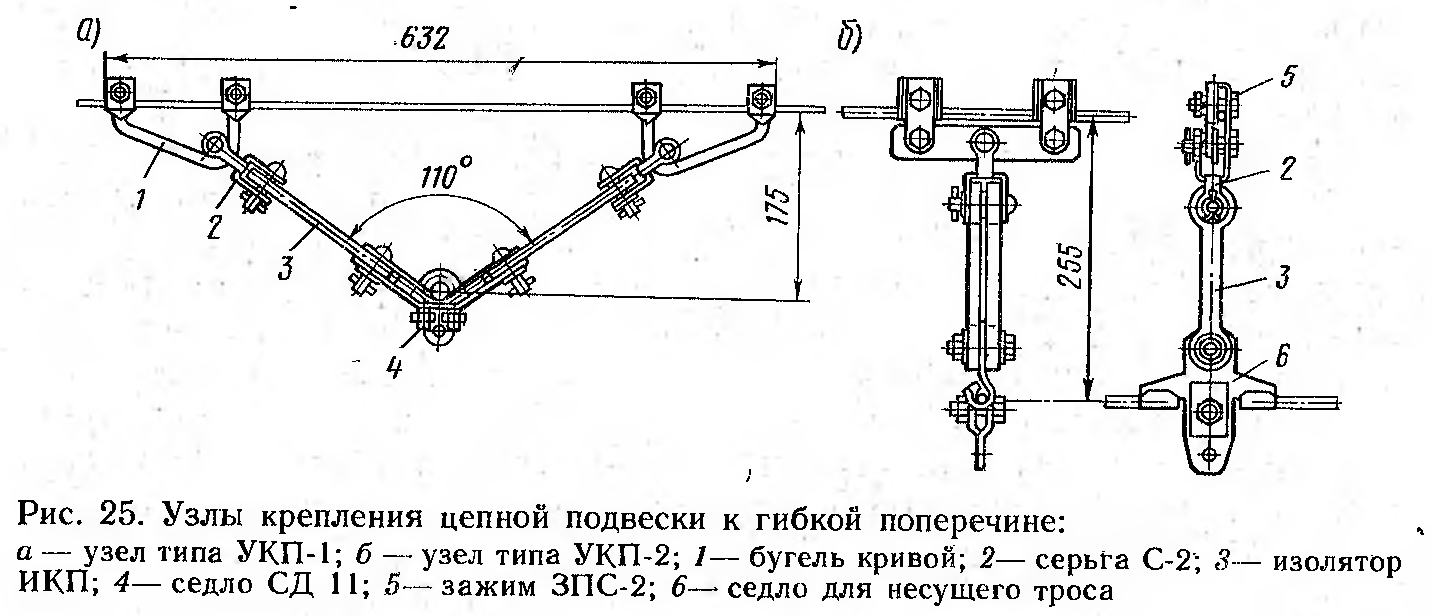 а) 632 б)
5
110°
1 2 175 2
3 255 3
4 6
Рис. 25. Узлы крепления цепной подвески к гибкой поперечине:
а — узел типа УКП-1; б — узел типа УКП-2; 1— бугель кривой; 2— серьга С-2; 3— изолятор
ИКП; 4— седло СД 11; 5— зажим ЗПС-2; 6— седло для несущего троса